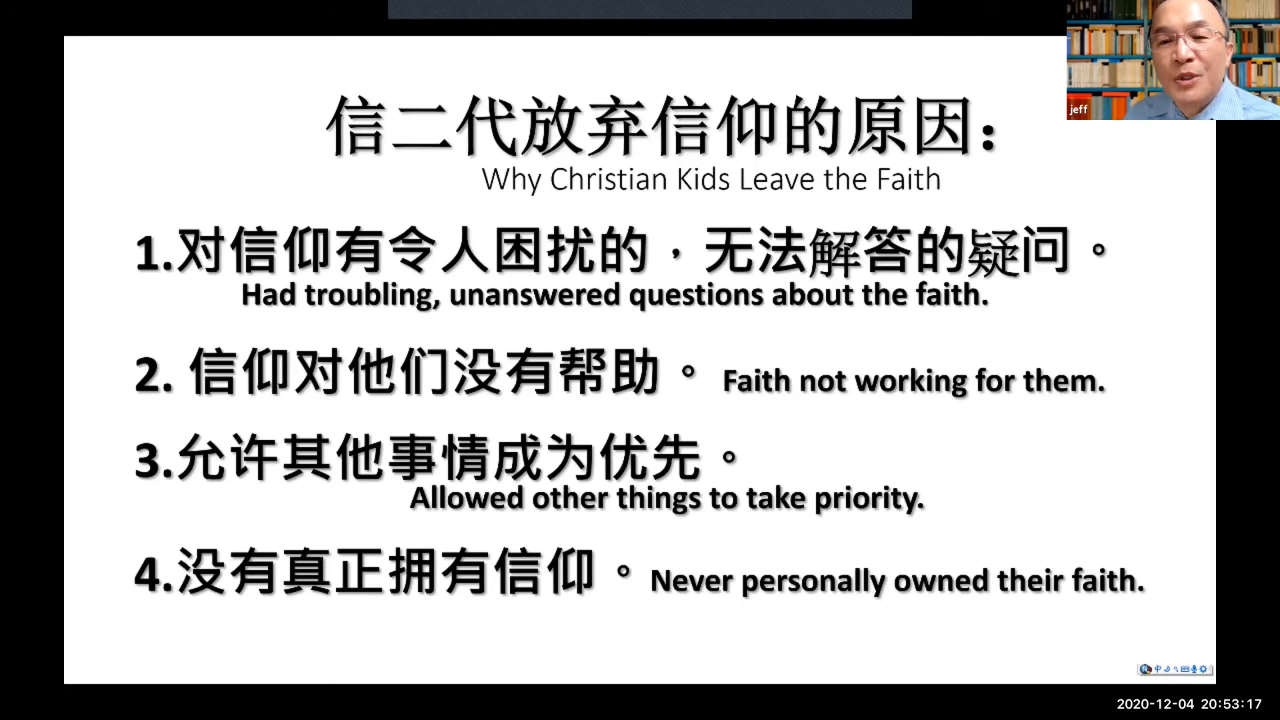 jeff
信二代放弃信仰的原因:
Why Christian Kids Leave the Faith
1.对信仰有令人困扰的，无法解答的疑问。
Had troubling, unanswered questions about the faith.
2. 信仰对他们没有帮助。 Faith not working for them.
3.允许其他事情成为优先。
Allowed other things to take priority.
4.没有真正拥有信仰。 Never personally owned their faith.
中
2020-12-04 20:53:17